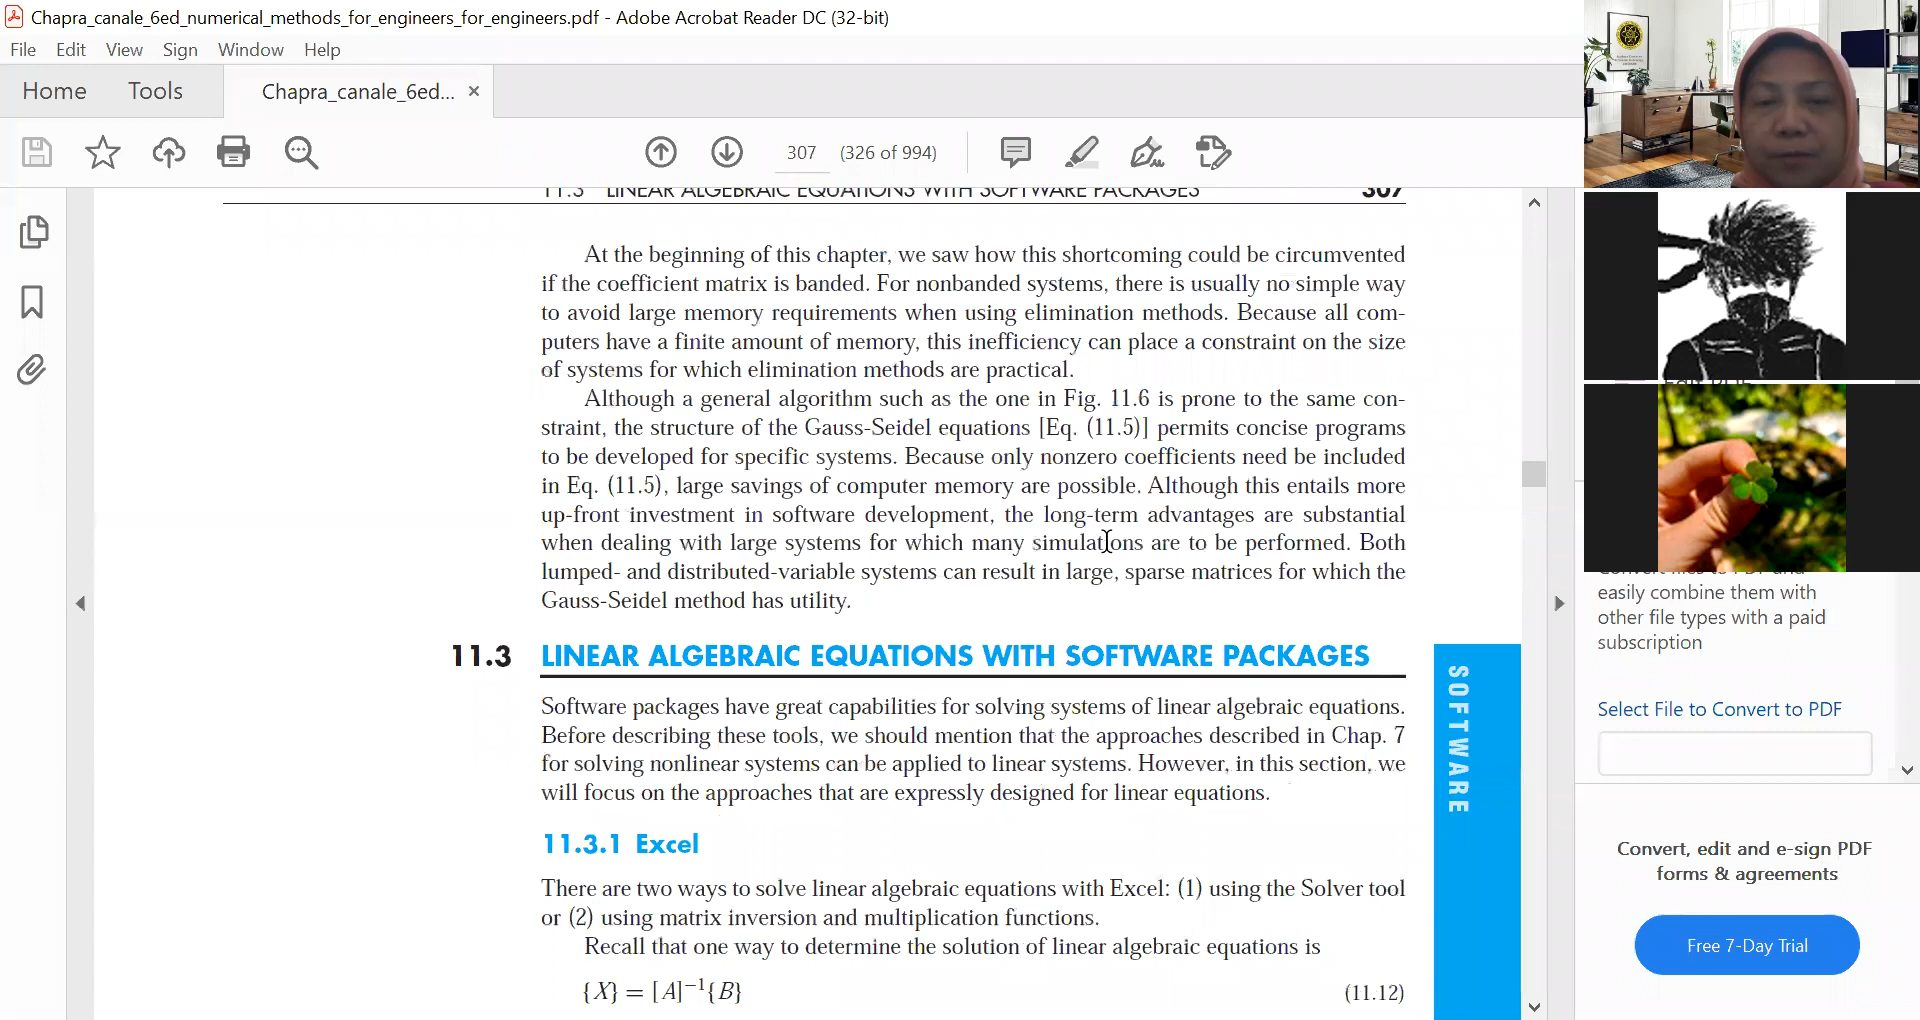 Chapra_canale_6ed_numerical_methods_for_engineers_for_engineers.pdf - Adobe Acrobat Reader DC (32-bit)
File Edit View Sign Window Help
Home Tools Chapra_canale_6ed... ×
307 (326 of 994)
11.3 LINEAR ALGEBRAIC EQUATIONS WITH SOFTWARE PACKAGES 307
At the beginning of this chapter, we saw how this shortcoming could be circumvented
if the coefficient matrix is banded. For nonbanded systems, there is usually no simple way
to avoid large memory requirements when using elimination methods. Because all com-
puters have a finite amount of memory, this inefficiency can place a constraint on the size
of systems for which elimination methods are practical.
Although a general algorithm such as the one in Fig. 11.6 is prone to the same con-
straint, the structure of the Gauss-Seidel equations [Eq. (11.5)] permits concise programs
to be developed for specific systems. Because only nonzero coefficients need be included
in Eq. (11.5), large savings of computer memory are possible. Although this entails more
up-front investment in software development, the long-term advantages are substantial
when dealing with large systems for which many simulations are to be performed. Both
lumped- and distributed-variable systems can result in large, sparse matrices for which the
Gauss-Seidel method has utility.
11.3 LINEAR ALGEBRAIC EQUATIONS WITH SOFTWARE PACKAGES
Software packages have great capabilities for solving systems of linear algebraic equations.
Before describing these tools, we should mention that the approaches described in Chap. 7
for solving nonlinear systems can be applied to linear systems. However, in this section, we
will focus on the approaches that are expressly designed for linear equations.
11.3.1 Excel
There are two ways to solve linear algebraic equations with Excel: (1) using the Solver tool
or (2) using matrix inversion and multiplication functions.
Recall that one way to determine the solution of linear algebraic equations is
{X} = [A]⁻¹{B} (11.12)
SOFTWARE
Edit PDF
Convert files to PDF and
easily combine them with
other file types with a paid
subscription
Select File to Convert to PDF
Convert, edit and e-sign PDF
forms & agreements
Free 7-Day Trial